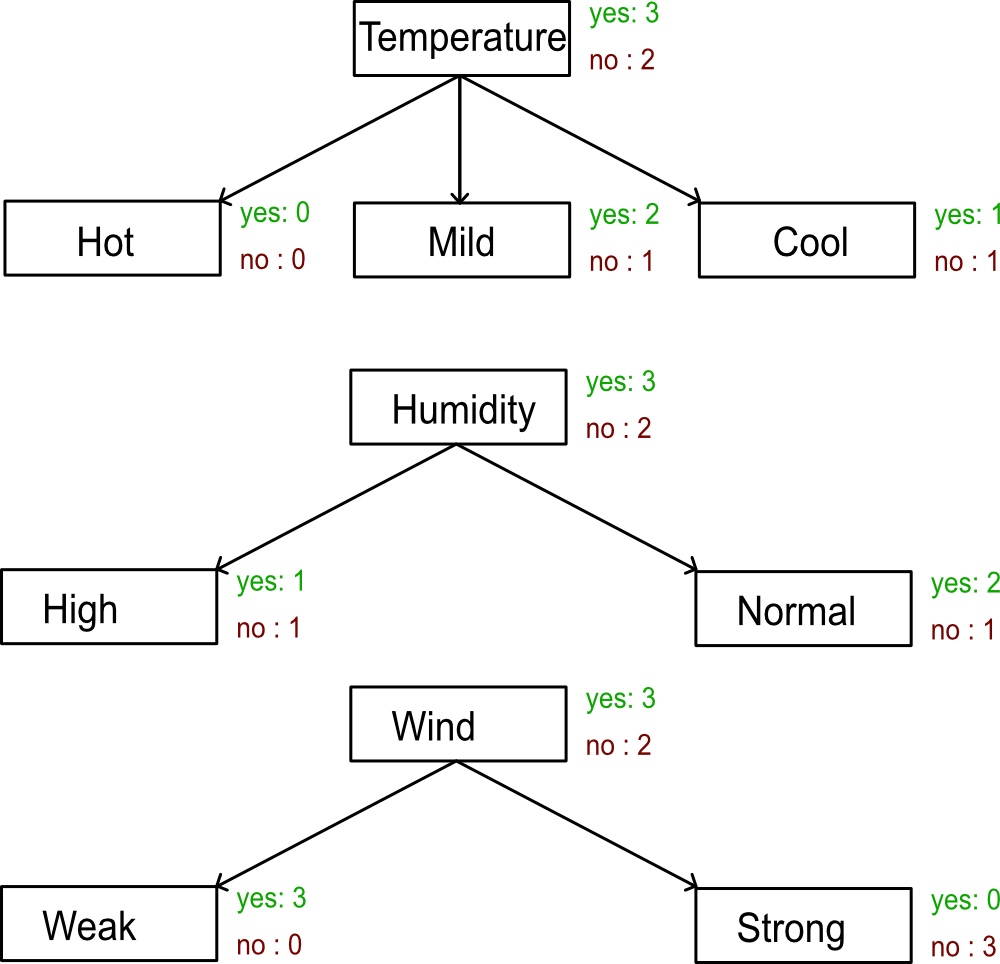 Temperature
yes: 3
no : 2
Hot
yes: 0
no : 0
Mild
yes: 2
no : 1
Cool
yes: 1
no : 1
Humidity
yes: 3
no : 2
High
yes: 1
no : 1
Normal
yes: 2
no : 1
Wind
yes: 3
no : 2
Weak
yes: 3
no : 0
Strong
yes: 0
no : 3